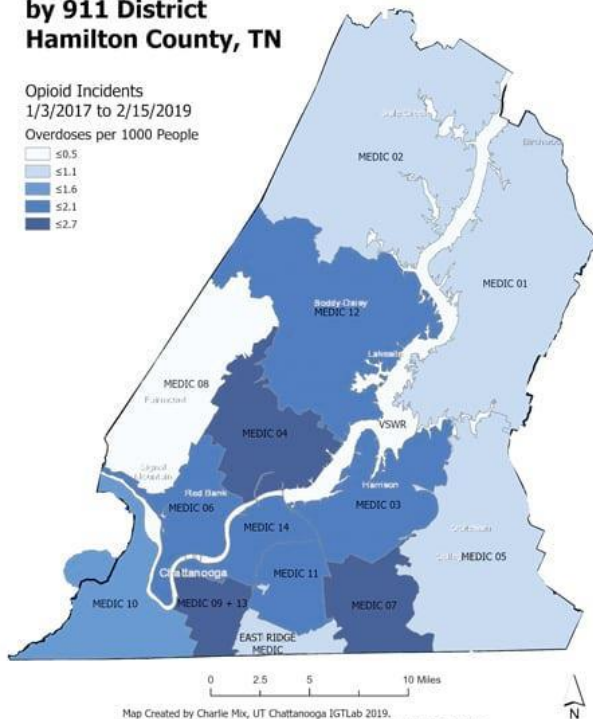 by 911 District
Hamilton County, TN
Opioid Incidents
1/3/2017 to 2/15/2019
Overdoses per 1000 People
≤0.5
≤1.1
≤1.6
≤2.1
≤2.7
MEDIC 02
Birchwood
MEDIC 01
Soddy-Daisy
MEDIC 12
Lakesite
MEDIC 08
Fairmount
VSWR
MEDIC 04
Signal
Mountain
Red Bank
Harrison
MEDIC 06
MEDIC 03
MEDIC 14
MEDIC 05
Chattanooga
MEDIC 11
MEDIC 10
MEDIC 09 + 13
MEDIC 07
EAST RIDGE
MEDIC
0 2.5 5 10 Miles
N
Map Created by Charlie Mix, UT Chattanooga IGTLab 2019.